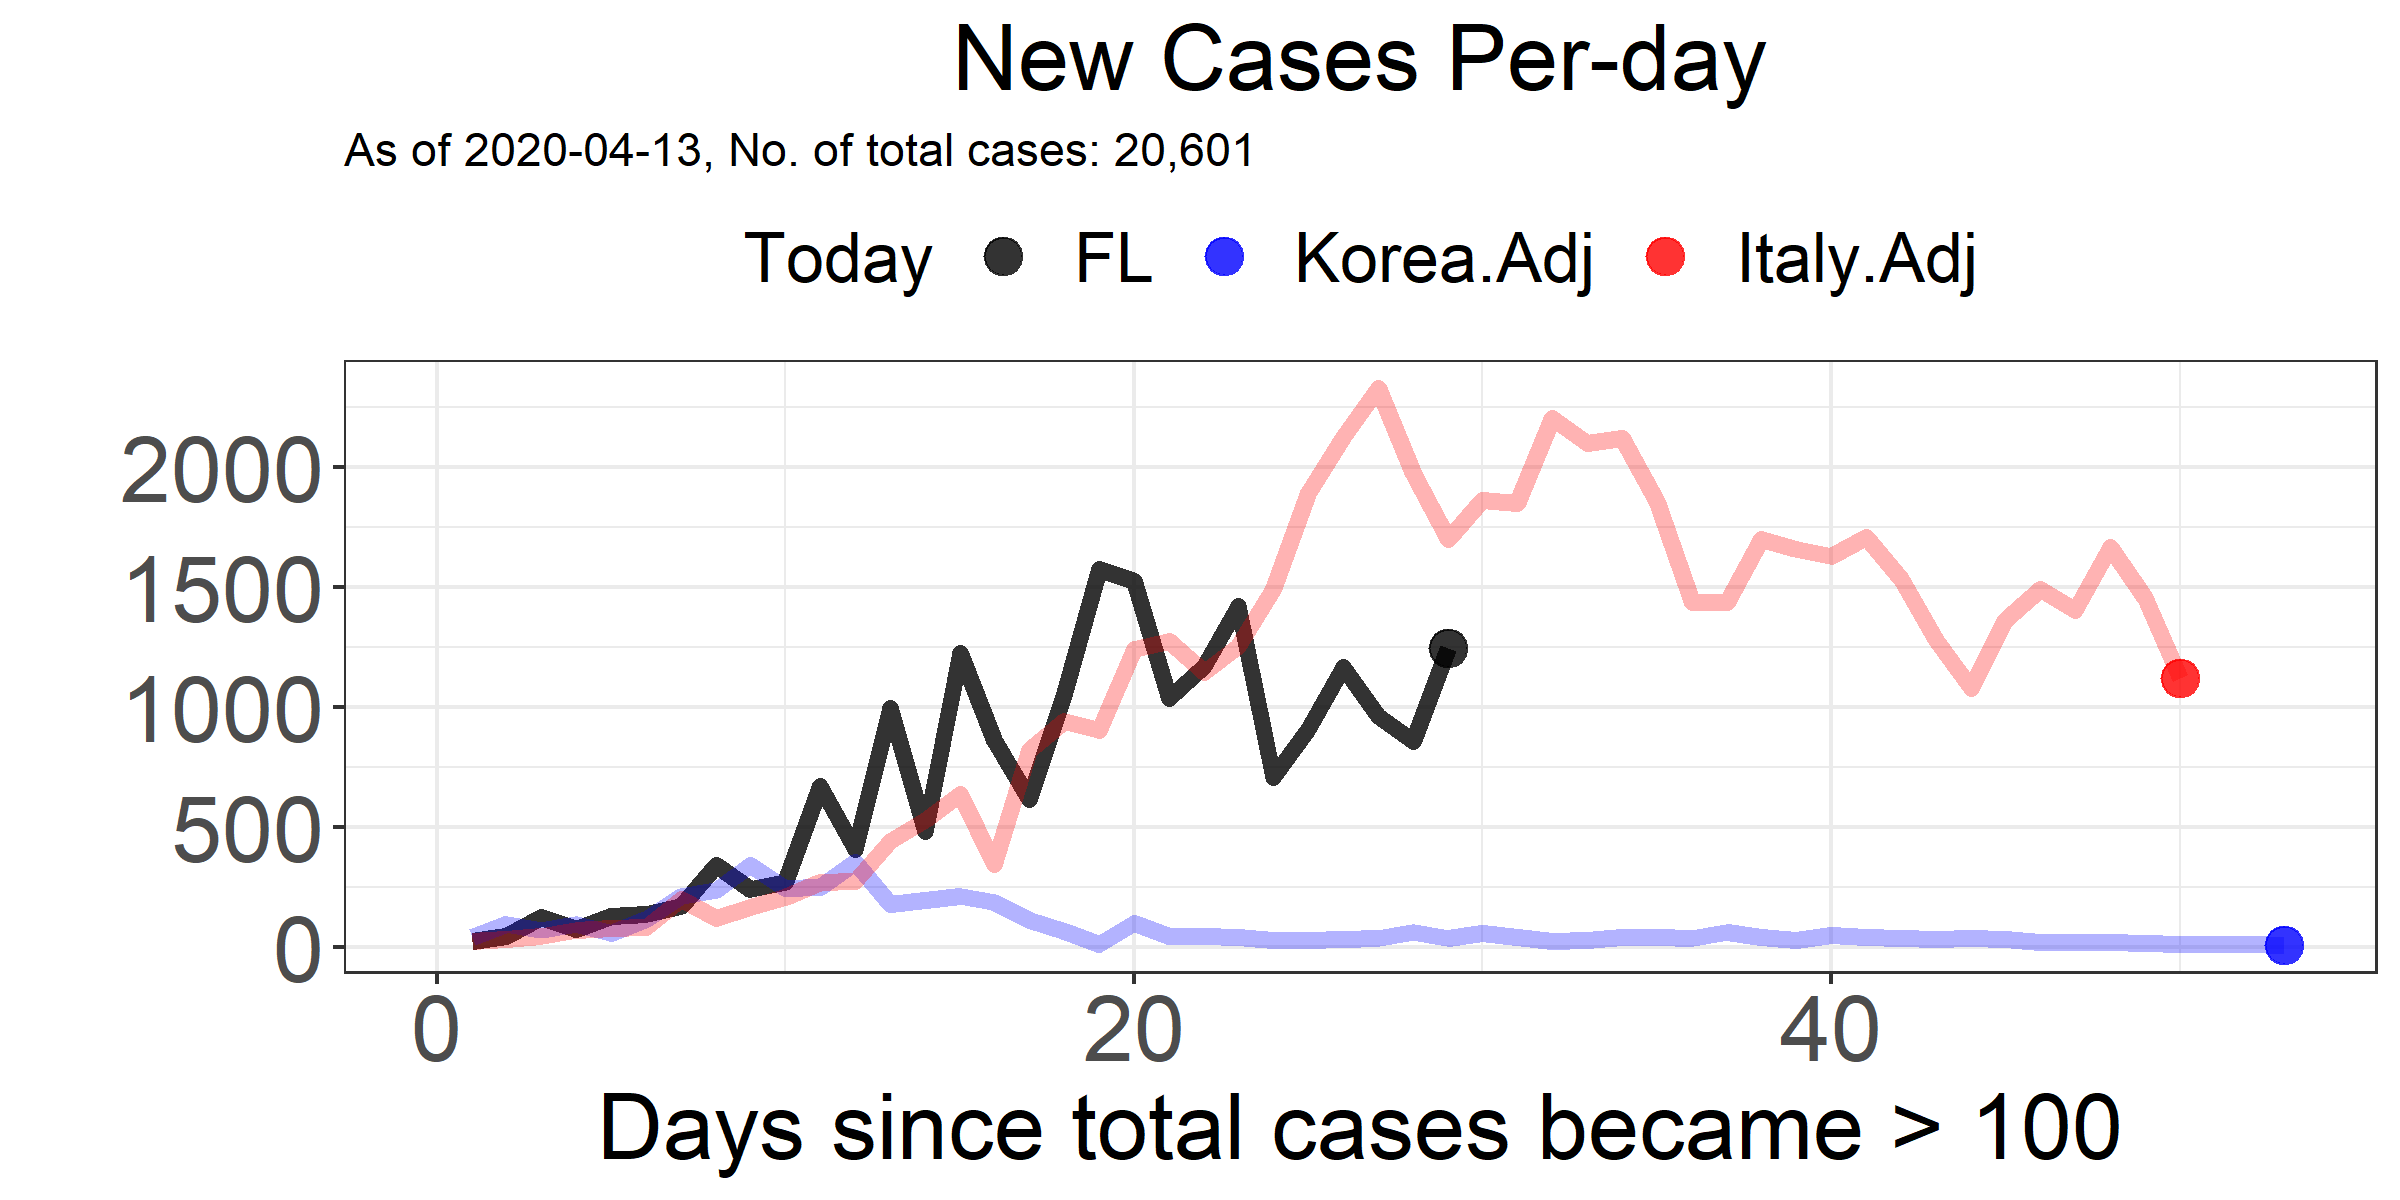 New Cases Per-day
As of 2020-04-13, No. of total cases: 20,601
Today FL Korea.Adj Italy.Adj
2000
1500
1000
500
0
0 20 40
Days since total cases became > 100